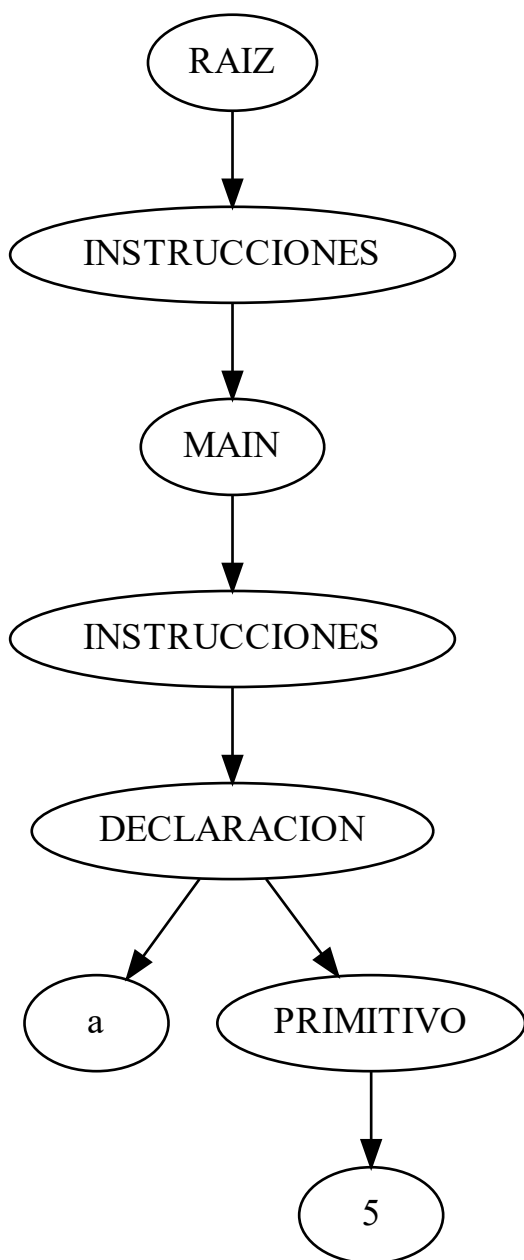 RAIZ
INSTRUCCIONES
MAIN
INSTRUCCIONES
DECLARACION
a
PRIMITIVO
5